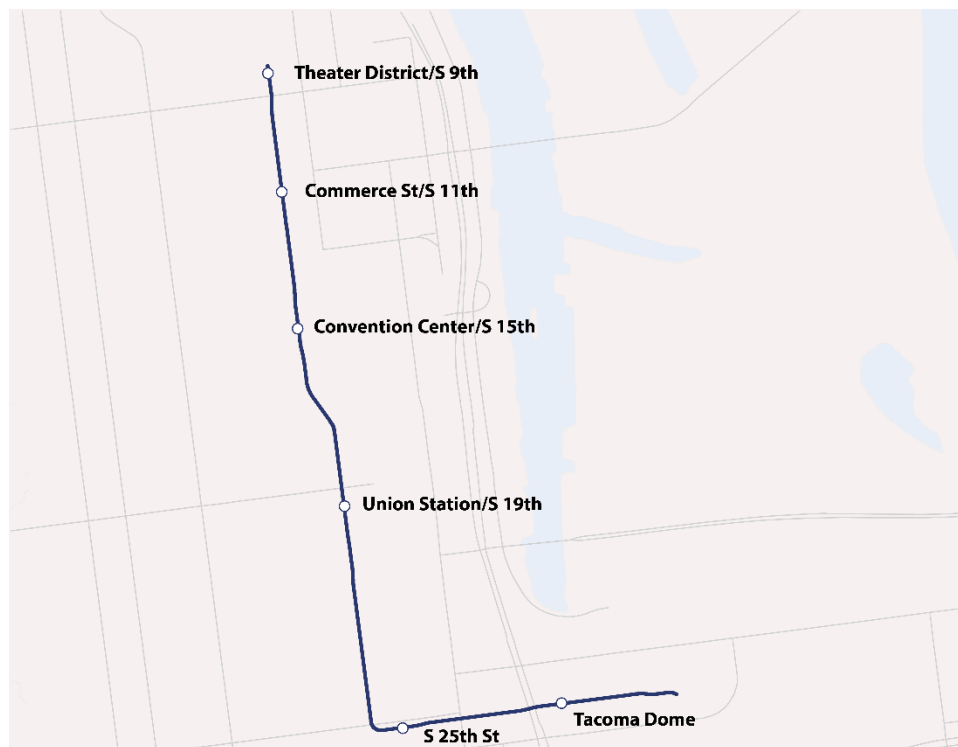 Theater District/S 9th
Commerce St/S 11th
Convention Center/S 15th
Union Station/S 19th
Tacoma Dome
S 25th St